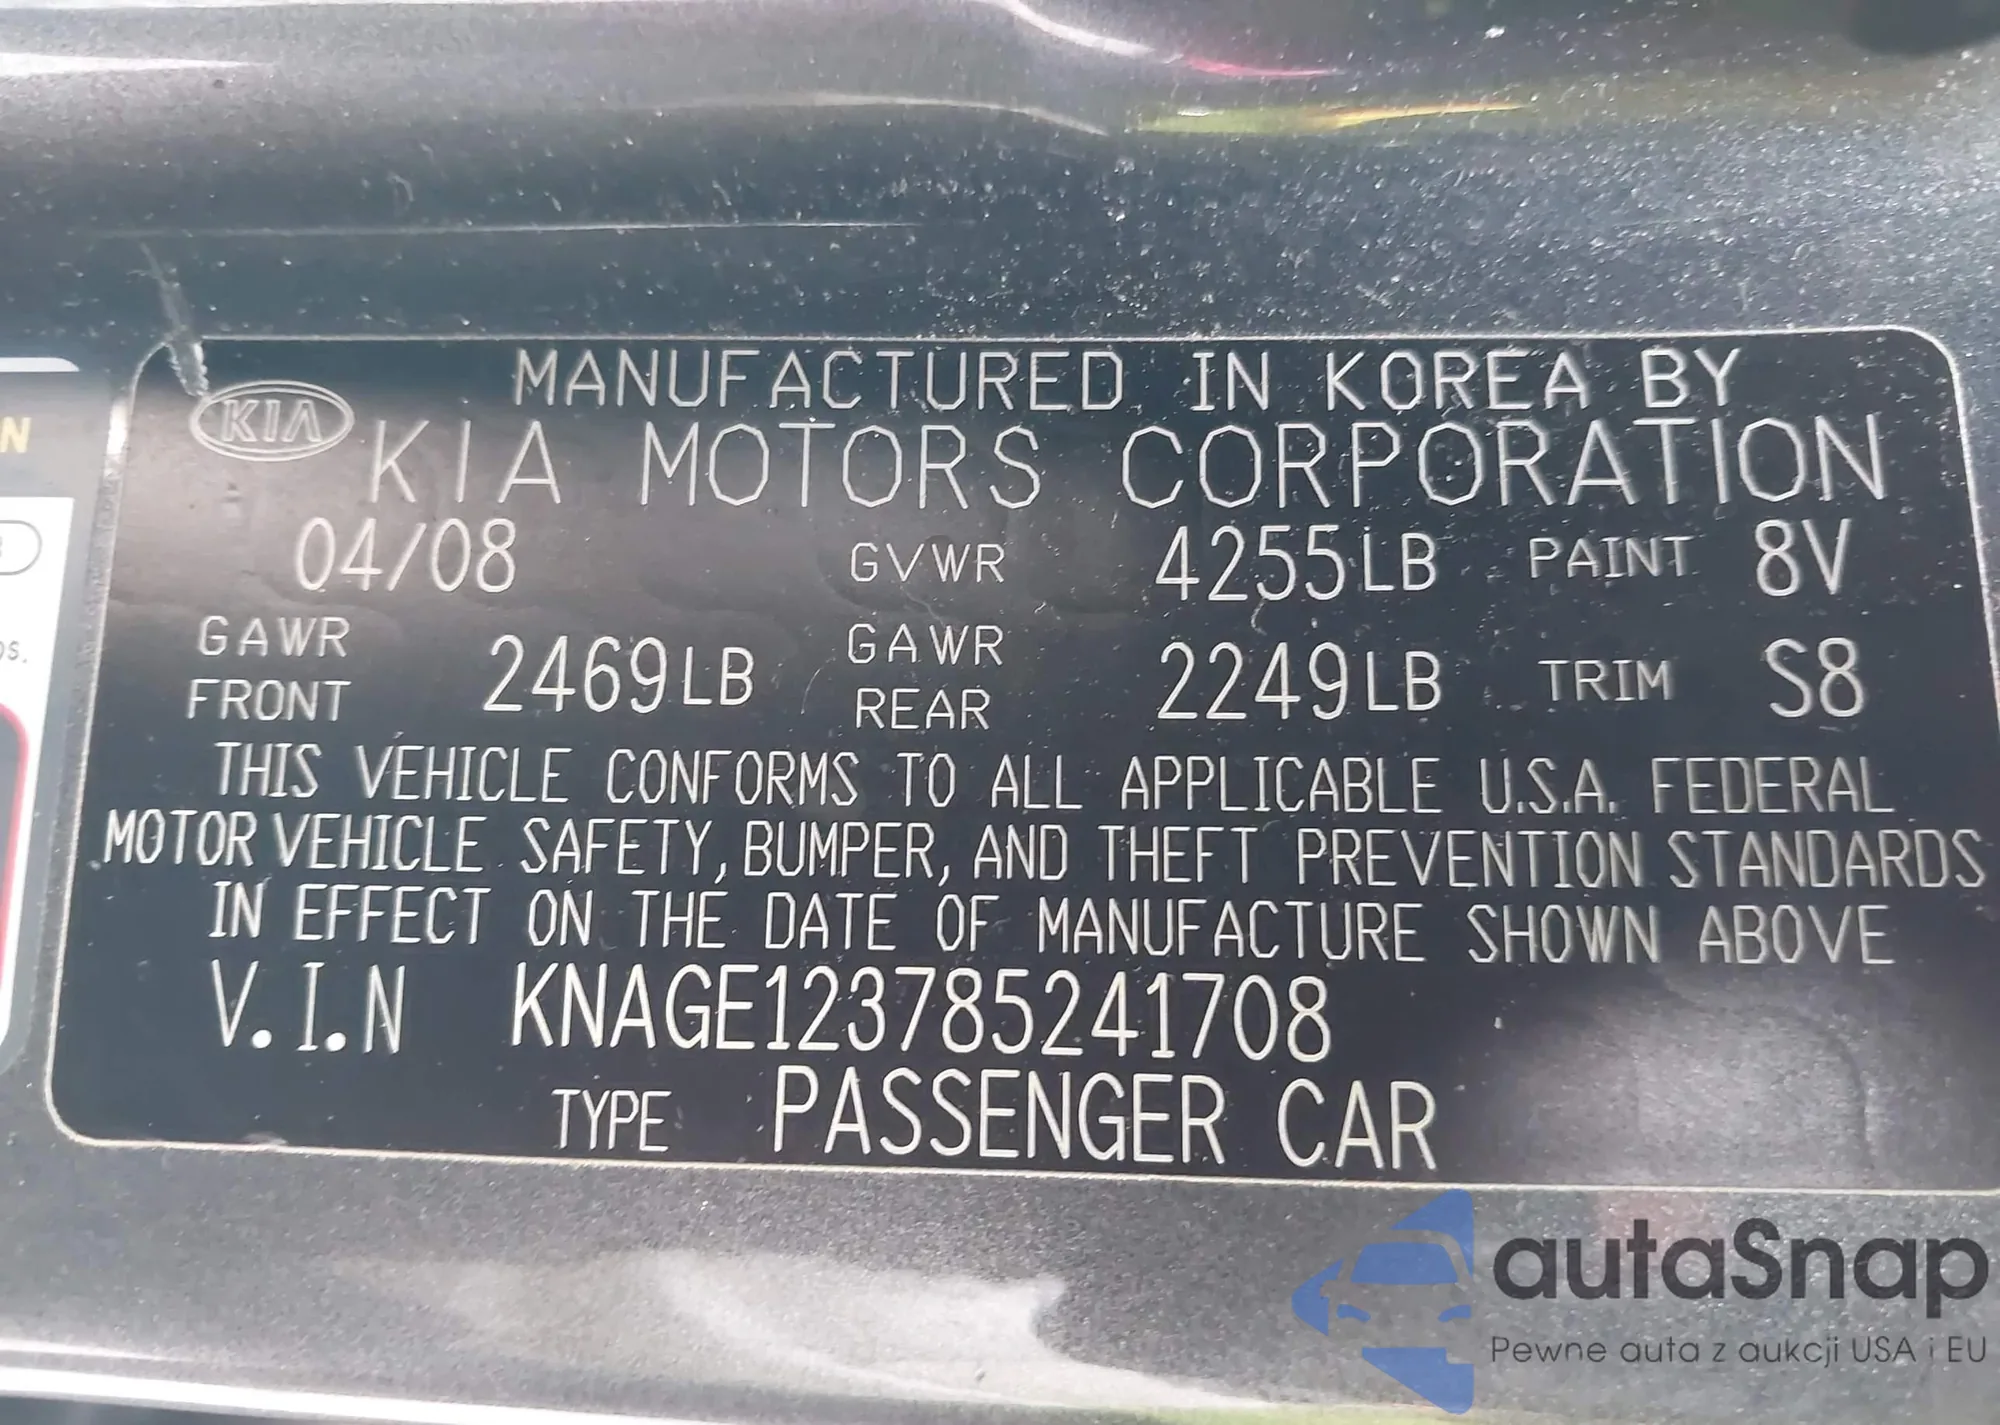 MANUFACTURED IN KOREA BY
KIA KIA MOTORS CORPORATION
04/08 GVWR 4255LB PAINT 8V
GAWR FRONT 2469LB GAWR REAR 2249LB TRIM S8
THIS VEHICLE CONFORMS TO ALL APPLICABLE U.S.A. FEDERAL
MOTOR VEHICLE SAFETY, BUMPER, AND THEFT PREVENTION STANDARDS
IN EFFECT ON THE DATE OF MANUFACTURE SHOWN ABOVE
V.I.N KNAGE123785241708
TYPE PASSENGER CAR
autaSnap
Pewne auta z aukcji USA i EU